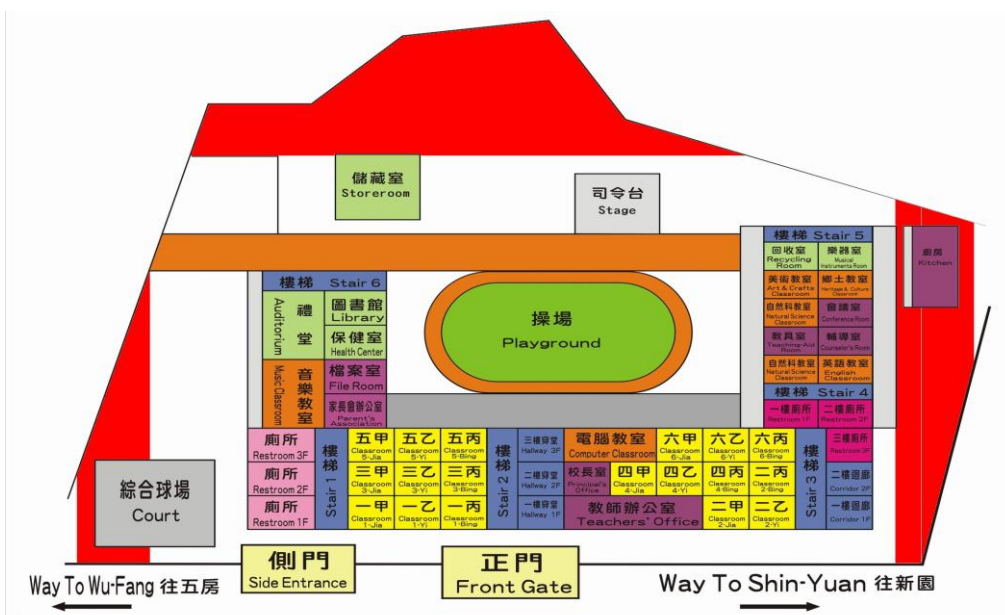 儲藏室
Storeroom
司令台
Stage
樓梯 Stair 5
回收室
Recycling
Room
樂器室
Musical
Instruments Room
廚房
Kitchen
樓梯 Stair 6
禮堂
Auditorium
圖書館
Library
保健室
Health Center
音樂教室
Music Classroom
檔案室
File Room
家長會辦公室
Parent's
Association
操場
Playground
美術教室
Art & Crafts
Classroom
鄉土教室
Heritage & Culture
Classroom
自然科教室
Natural Science
Classroom
會議室
Conference Room
教具室
Teaching-Aid
Room
輔導室
Counselor's Room
自然科教室
Natural Science
Classroom
英語教室
English
Classroom
樓梯 Stair 4
一樓廁所
Restroom 1F
二樓廁所
Restroom 2F
廁所
Restroom 3F
樓梯 Stair 1
五甲
Classroom
5-Jia
五乙
Classroom
5-Yi
五丙
Classroom
5-Bing
樓梯 Stair 2
三樓穿堂
Hallway 3F
電腦教室
Computer Classroom
六甲
Classroom
6-Jia
六乙
Classroom
6-Yi
六丙
Classroom
6-Bing
樓梯 Stair 3
三樓廁所
Restroom 3F
廁所
Restroom 2F
三甲
Classroom
3-Jia
三乙
Classroom
3-Yi
三丙
Classroom
3-Bing
二樓穿堂
Hallway 2F
校長室
Principal's
Office
四甲
Classroom
4-Jia
四乙
Classroom
4-Yi
四丙
Classroom
4-Bing
二丙
Classroom
2-Bing
二樓迴廊
Corridor 2F
廁所
Restroom 1F
一甲
Classroom
1-Jia
一乙
Classroom
1-Yi
一丙
Classroom
1-Bing
一樓穿堂
Hallway 1F
教師辦公室
Teachers' Office
二甲
Classroom
2-Jia
二乙
Classroom
2-Yi
一樓迴廊
Corridor 1F
綜合球場
Court
側門
Side Entrance
正門
Front Gate
Way To Wu-Fang 往五房
Way To Shin-Yuan 往新園